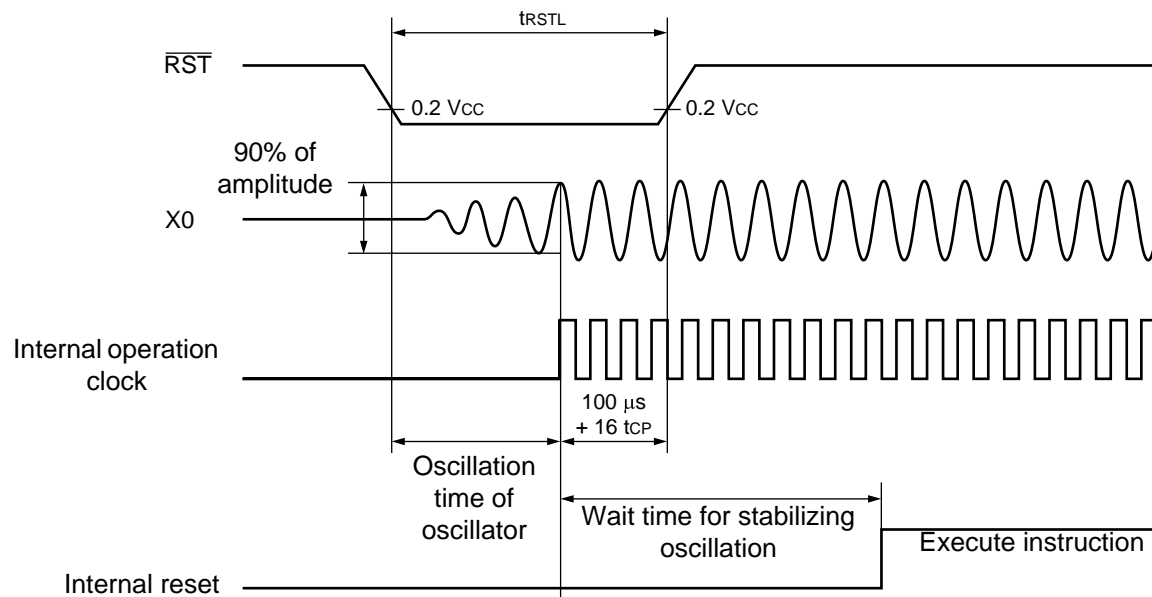 tRSTL
RST
0.2 VCC
0.2 VCC
90% of
amplitude
X0
Internal operation
clock
100 μs
+ 16 tCP
Oscillation
time of
oscillator
Wait time for stabilizing
oscillation
Execute instruction
Internal reset